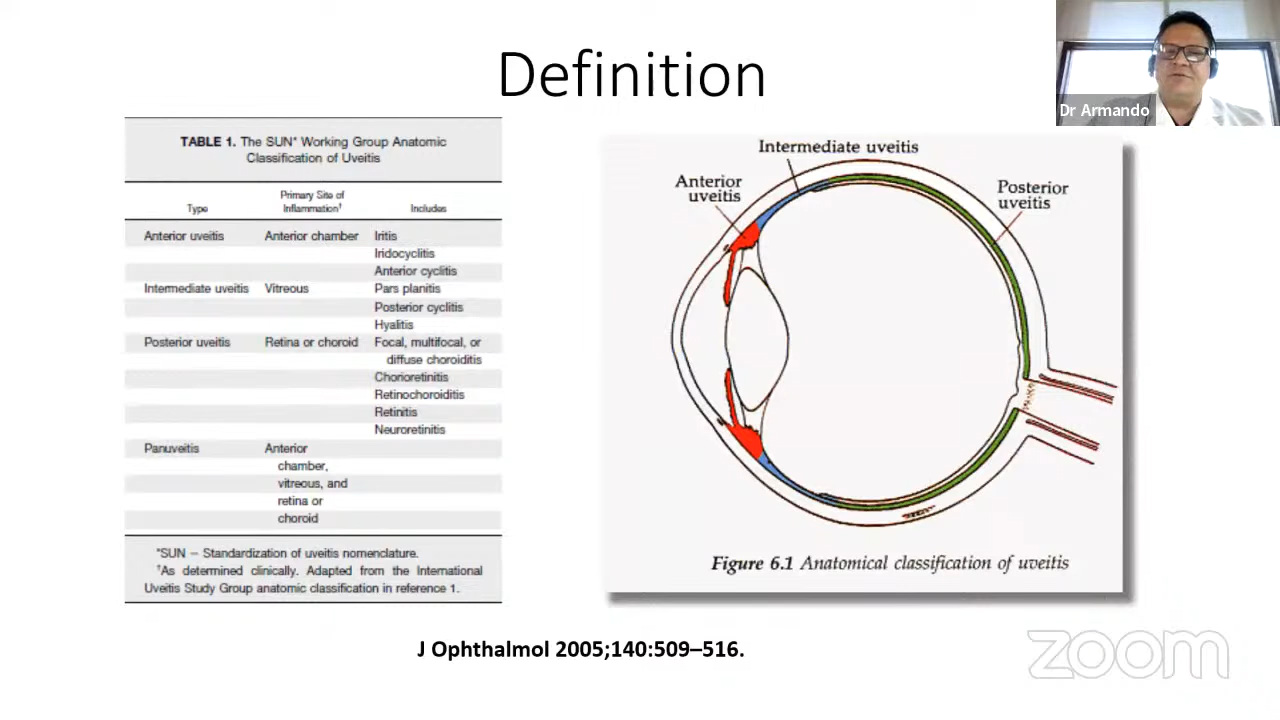 Definition
Dr Armando
TABLE 1. The SUN* Working Group Anatomic
Classification of Uveitis
Primary Site of
Type Inflammation† Includes
Anterior uveitis Anterior chamber Iritis
Iridocyclitis
Anterior cyclitis
Intermediate uveitis Vitreous Pars planitis
Posterior cyclitis
Hyalitis
Posterior uveitis Retina or choroid Focal, multifocal, or
diffuse choroiditis
Chorioretinitis
Retinochoroiditis
Retinitis
Neuroretinitis
Panuveitis Anterior
chamber,
vitreous, and
retina or
choroid
*SUN – Standardization of uveitis nomenclature.
†As determined clinically. Adapted from the International
Uveitis Study Group anatomic classification in reference 1.
Intermediate uveitis
Anterior
uveitis
Posterior
uveitis
Figure 6.1 Anatomical classification of uveitis
J Ophthalmol 2005;140:509–516.
zoom